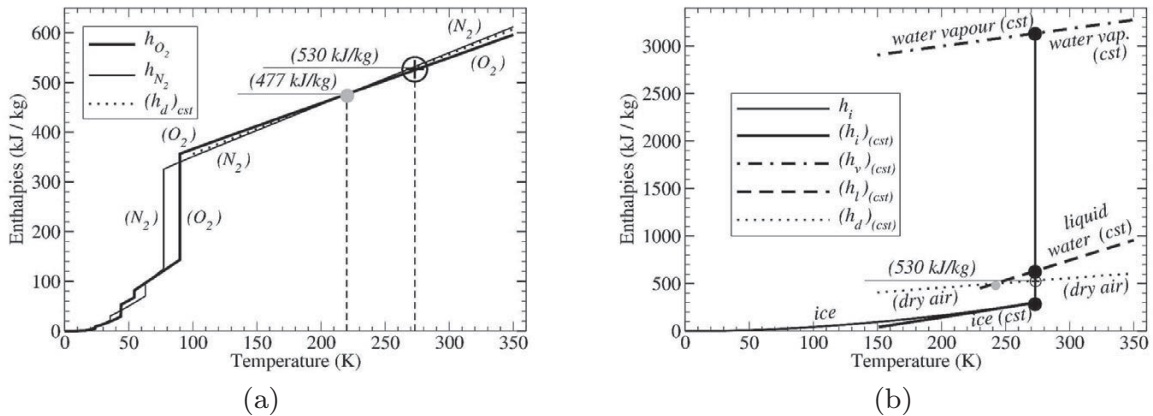 600
500
400
300
200
100
0
Enthalpies (kJ / kg)
h_{O_2}
h_{N_2}
(h_d)_{cst}
(530 kJ/kg)
(477 kJ/kg)
(N_2)
(O_2)
(O_2)
(N_2)
(N_2)
(O_2)
0 50 100 150 200 250 300 350
Temperature (K)
(a)
3000
2500
2000
1500
1000
500
0
Enthalpies (kJ / kg)
water vapour (cst)
water vap.
(cst)
h_i
(h_i)_{(cst)}
(h_v)_{(cst)}
(h_l)_{(cst)}
(h_d)_{(cst)}
liquid
water (cst)
(530 kJ/kg)
(dry air)
(dry air)
ice
ice (cst)
0 50 100 150 200 250 300 350
Temperature (K)
(b)